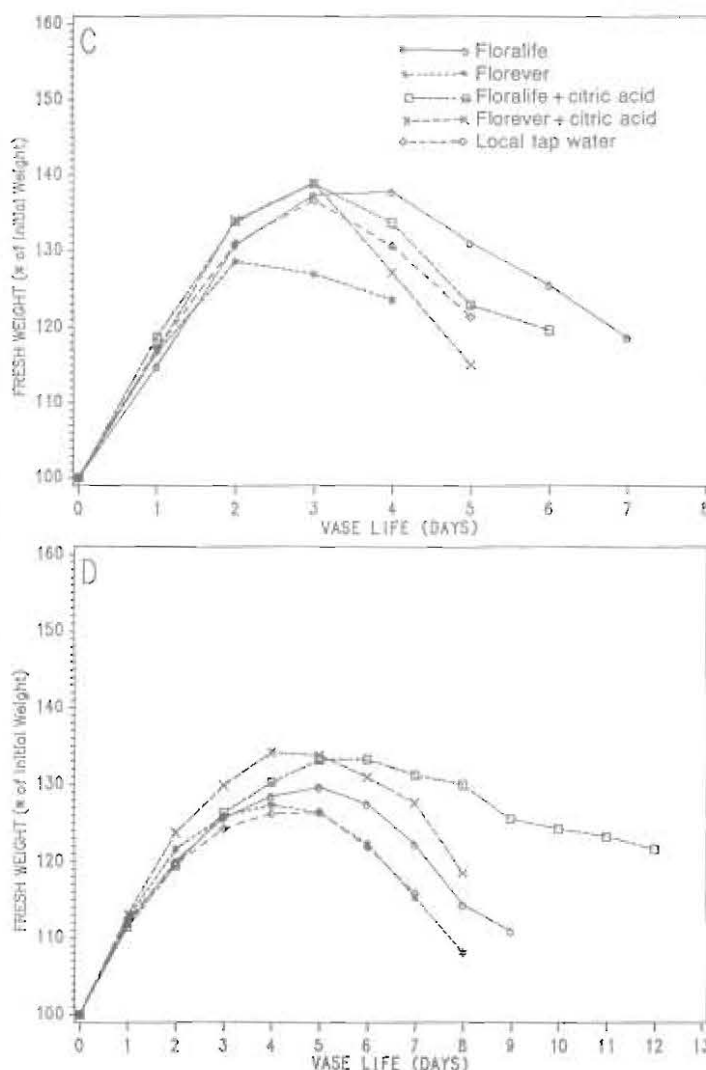 C
160
150
140
130
120
110
100
FRESH WEIGHT (% of Initial Weight)
Floralife
Florever
Floralife + citric acid
Florever + citric acid
Local tap water
0 1 2 3 4 5 6 7 8
VASE LIFE (DAYS)
D
160
150
140
130
120
110
100
FRESH WEIGHT (% of Initial Weight)
0 1 2 3 4 5 6 7 8 9 10 11 12 13
VASE LIFE (DAYS)